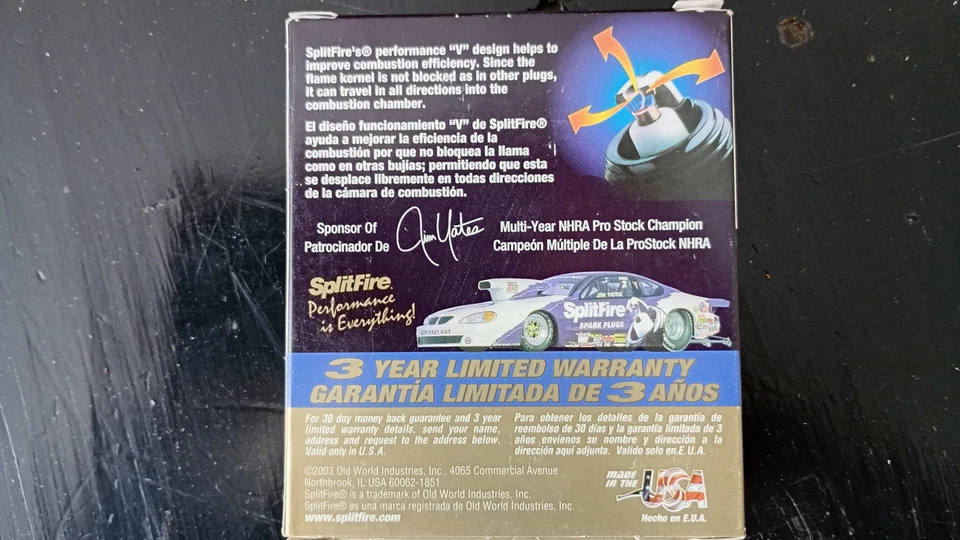 SplitFire's® performance “V” design helps to
improve combustion efficiency. Since the
flame kernel is not blocked as in other plugs,
it can travel in all directions into the
combustion chamber.
El diseño funcionamiento “V” de SplitFire®
ayuda a mejorar la eficiencia de la
combustión por que no bloquea la llama
como en otras bujías; permitiendo que esta
se desplace libremente en todas direcciones
de la cámara de combustión.
Sponsor Of
Patrocinador De
Jim Yates
Multi-Year NHRA Pro Stock Champion
Campeón Múltiple De La ProStock NHRA
SplitFire®
Performance
is Everything!
JIM YATES
2
SplitFire
SPARK PLUGS
GRAND AM
3 YEAR LIMITED WARRANTY
GARANTÍA LIMITADA DE 3 AÑOS
For 30 day money back guarantee and 3 year
limited warranty details, send your name,
address and request to the address below.
Valid only in U.S.A.
Para obtener los detalles de la garantía de
reembolso de 30 días y la garantía limitada de 3
años envienos su nombre y dirección a la
dirección aquí adjunta. Valido solo en E.U.A.
©2003 Old World Industries, Inc., 4065 Commercial Avenue
Northbrook, IL USA 60062-1851
SplitFire® is a trademark of Old World Industries, Inc.
SplitFire® es una marca registrada de Old World Industries, Inc.
www.splitfire.com
MADE
IN THE
USA
Hecho en E.U.A.